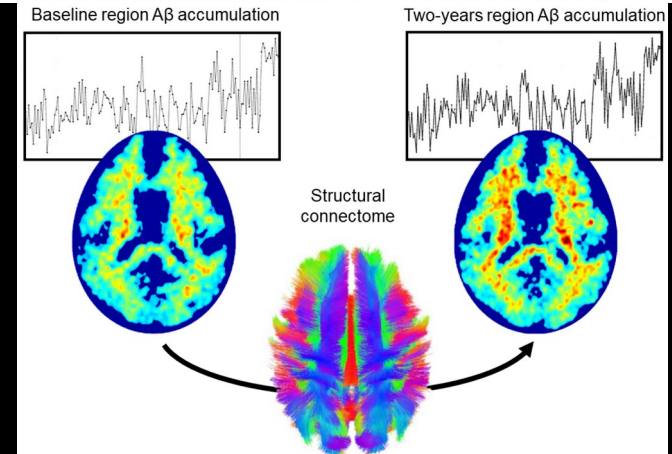 Baseline region Aβ accumulation
Two-years region Aβ accumulation
Structural
connectome